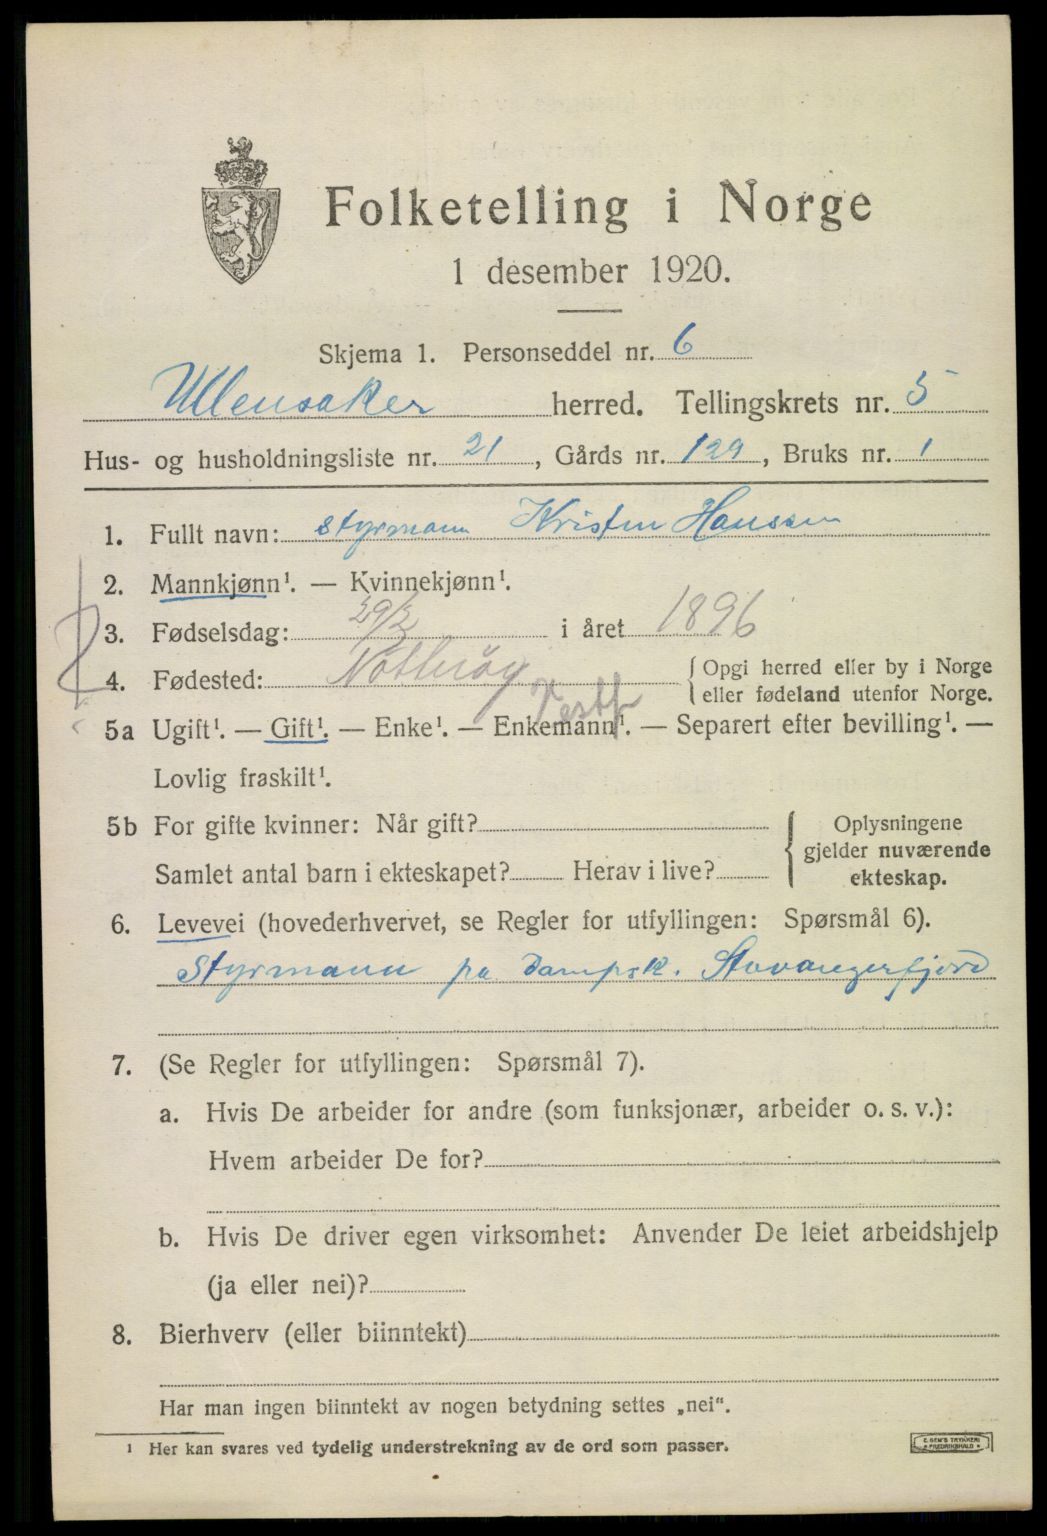 Folketelling i Norge
1 desember 1920.
Skjema 1. Personseddel nr. 6
Ullensaker herred. Tellingskrets nr. 5
Hus- og husholdningsliste nr. 21, Gårds nr. 129, Bruks nr. 1
1. Fullt navn: styrmann Kristen Hanssen
2. Mannkjønn¹. — Kvinnekjønn¹.
3. Fødselsdag: 29/2 i året 1896
4. Fødested: Nøtterøy Vestf { Opgi herred eller by i Norge
eller fødeland utenfor Norge.
5a Ugift¹. — Gift¹. — Enke¹. — Enkemann¹. — Separert efter bevilling¹. —
Lovlig fraskilt¹.
5b For gifte kvinner: Når gift?
Samlet antal barn i ekteskapet? Herav i live?
{ Oplysningene
gjelder nuværende
ekteskap.
6. Levevei (hovederhvervet, se Regler for utfyllingen: Spørsmål 6).
Styrmann pa Dampsk. Stavangerfjord
7. (Se Regler for utfyllingen: Spørsmål 7).
a. Hvis De arbeider for andre (som funksjonær, arbeider o. s. v.):
Hvem arbeider De for?
b. Hvis De driver egen virksomhet: Anvender De leiet arbeidshjelp
(ja eller nei)?
8. Bierhverv (eller biinntekt)
Har man ingen biinntekt av nogen betydning settes „nei“.
¹ Her kan svares ved tydelig understrekning av de ord som passer.
E. SEM'S TRYKKERI
• FREDRIKSHALD •